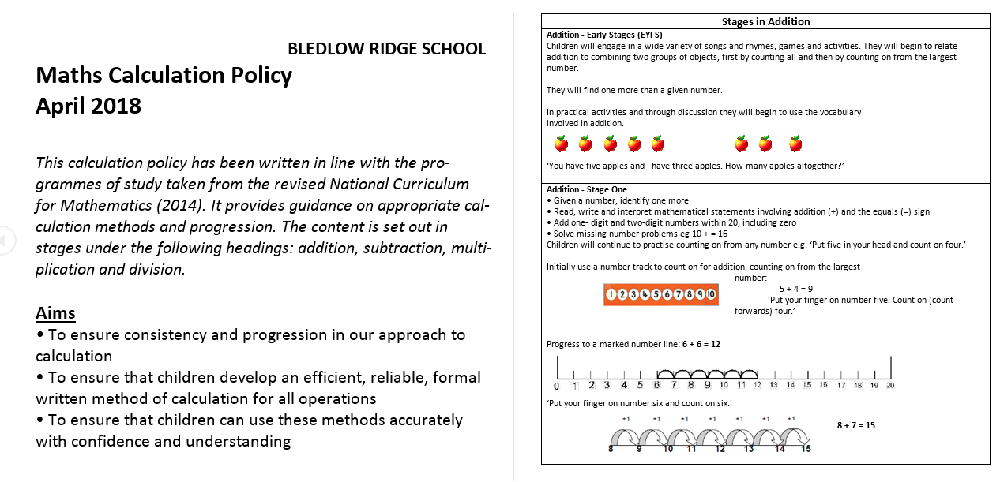 BLEDLOW RIDGE SCHOOL
Maths Calculation Policy
April 2018
This calculation policy has been written in line with the pro-
grammes of study taken from the revised National Curriculum
for Mathematics (2014). It provides guidance on appropriate cal-
culation methods and progression. The content is set out in
stages under the following headings: addition, subtraction, multi-
plication and division.
Aims
• To ensure consistency and progression in our approach to
calculation
• To ensure that children develop an efficient, reliable, formal
written method of calculation for all operations
• To ensure that children can use these methods accurately
with confidence and understanding
Stages in Addition
Addition - Early Stages (EYFS)
Children will engage in a wide variety of songs and rhymes, games and activities. They will begin to relate
addition to combining two groups of objects, first by counting all and then by counting on from the largest
number.
They will find one more than a given number.
In practical activities and through discussion they will begin to use the vocabulary
involved in addition.
‘You have five apples and I have three apples. How many apples altogether?’
Addition - Stage One
• Given a number, identify one more
• Read, write and interpret mathematical statements involving addition (+) and the equals (=) sign
• Add one- digit and two-digit numbers within 20, including zero
• Solve missing number problems eg 10 + = 16
Children will continue to practise counting on from any number e.g. ‘Put five in your head and count on four.’
Initially use a number track to count on for addition, counting on from the largest
number:
5 + 4 = 9
1 2 3 4 5 6 7 8 9 10
‘Put your finger on number five. Count on (count
forwards) four.’
Progress to a marked number line: 6 + 6 = 12
0 1 2 3 4 5 6 7 8 9 10 11 12 13 14 15 16 17 18 19 20
‘Put your finger on number six and count on six.’
+1 +1 +1 +1 +1 +1 +1
8 + 7 = 15
8 9 10 11 12 13 14 15